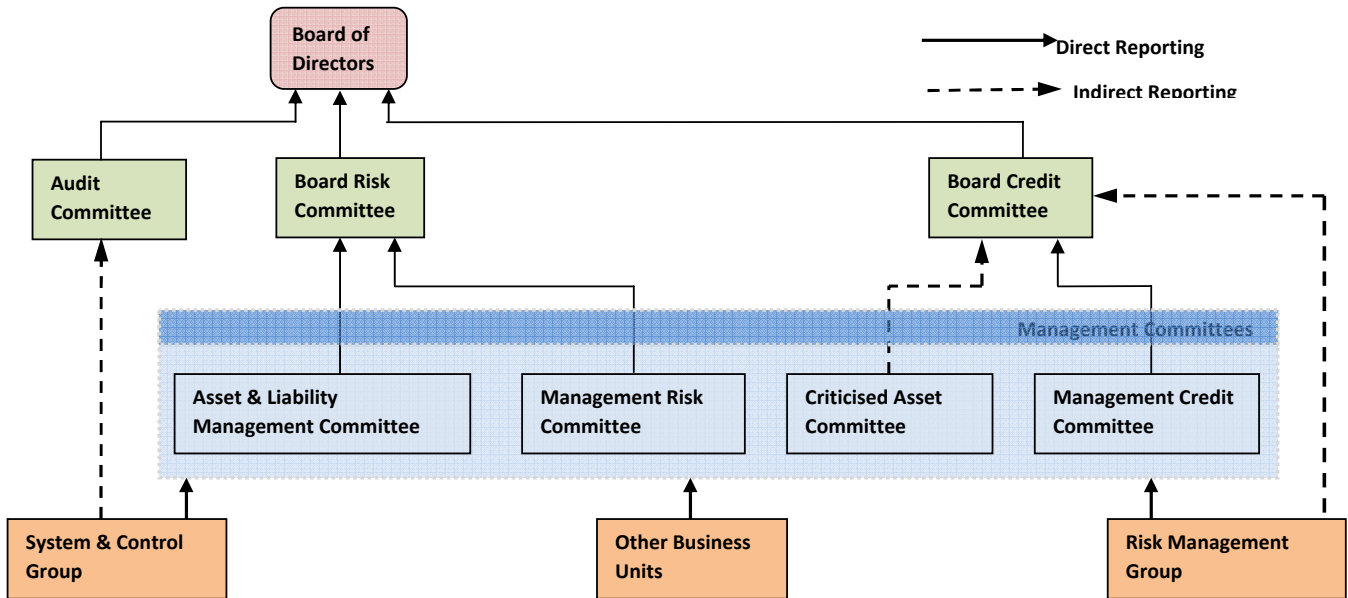 Board of
Directors
Direct Reporting
Indirect Reporting
Audit
Committee
Board Risk
Committee
Board Credit
Committee
Management Committees
Asset & Liability
Management Committee
Management Risk
Committee
Criticised Asset
Committee
Management Credit
Committee
System & Control
Group
Other Business
Units
Risk Management
Group